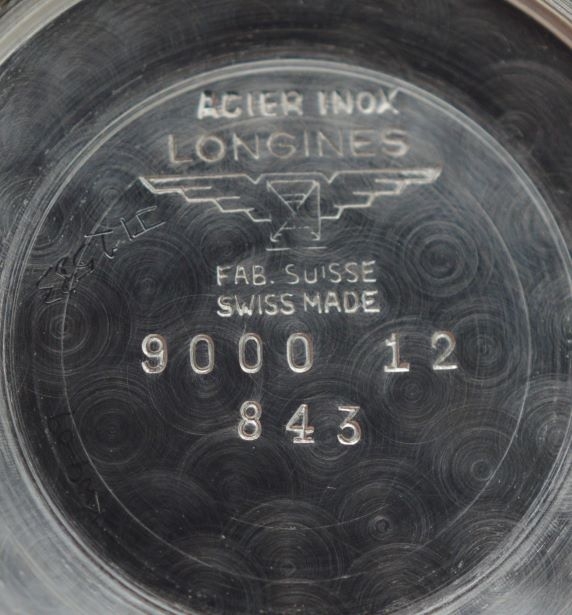 ACIER INOX
LONGINES
FAB. SUISSE
SWISS MADE
9000 12
843